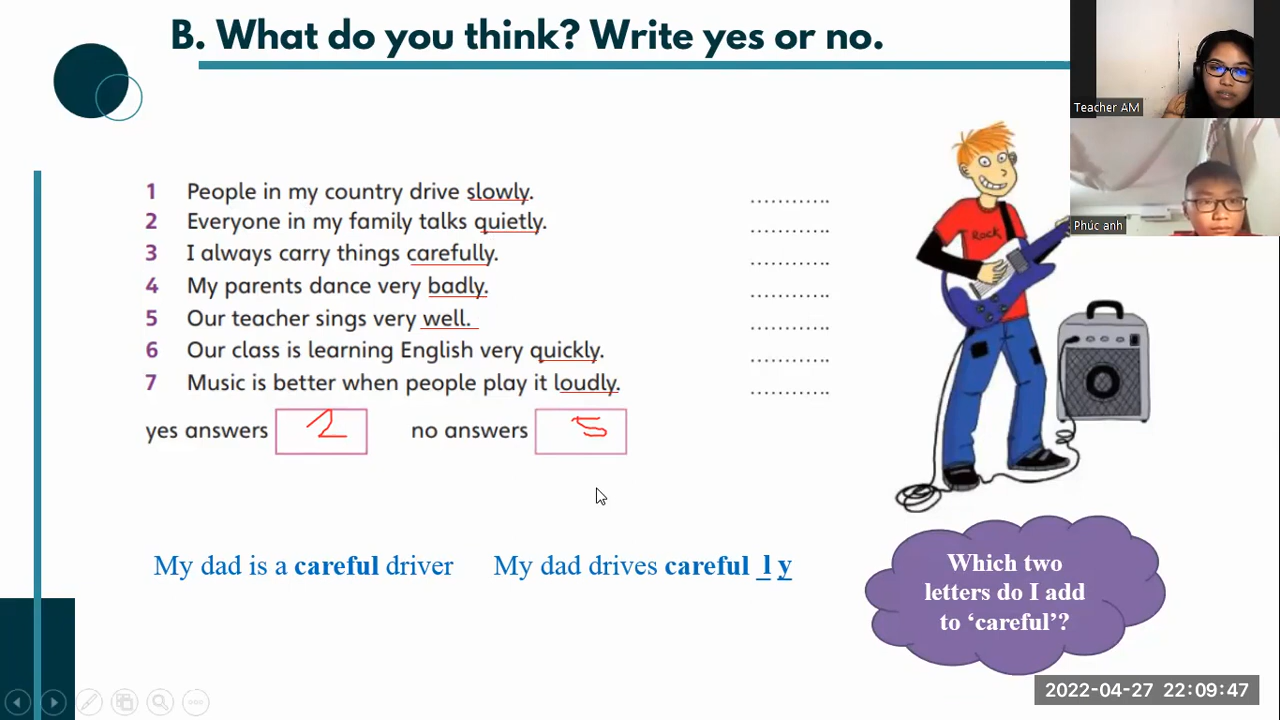 B. What do you think? Write yes or no.
Teacher AM
Phúc anh
1 People in my country drive slowly. ............
2 Everyone in my family talks quietly. ............
3 I always carry things carefully. ............
4 My parents dance very badly. ............
5 Our teacher sings very well. ............
6 Our class is learning English very quickly. ............
7 Music is better when people play it loudly. ............
yes answers 2 no answers 5
Rock
My dad is a careful driver My dad drives careful l y
Which two
letters do I add
to ‘careful’?
2022-04-27 22:09:47